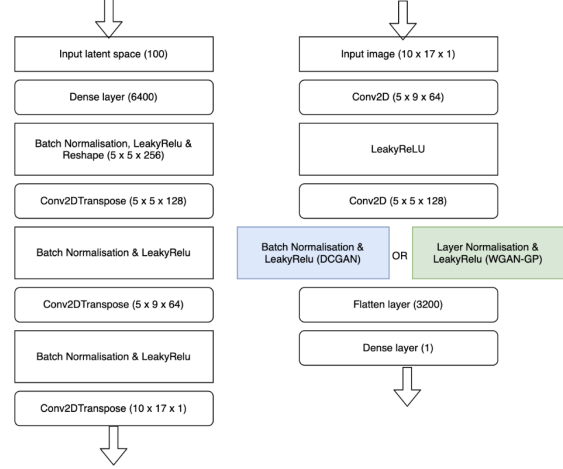 Input latent space (100)
Dense layer (6400)
Batch Normalisation, LeakyRelu &
Reshape (5 x 5 x 256)
Conv2DTranspose (5 x 5 x 128)
Batch Normalisation & LeakyRelu
Conv2DTranspose (5 x 9 x 64)
Batch Normalisation & LeakyRelu
Conv2DTranspose (10 x 17 x 1)
Input image (10 x 17 x 1)
Conv2D (5 x 9 x 64)
LeakyReLU
Conv2D (5 x 5 x 128)
Batch Normalisation &
LeakyRelu (DCGAN)
OR
Layer Normalisation &
LeakyRelu (WGAN-GP)
Flatten layer (3200)
Dense layer (1)